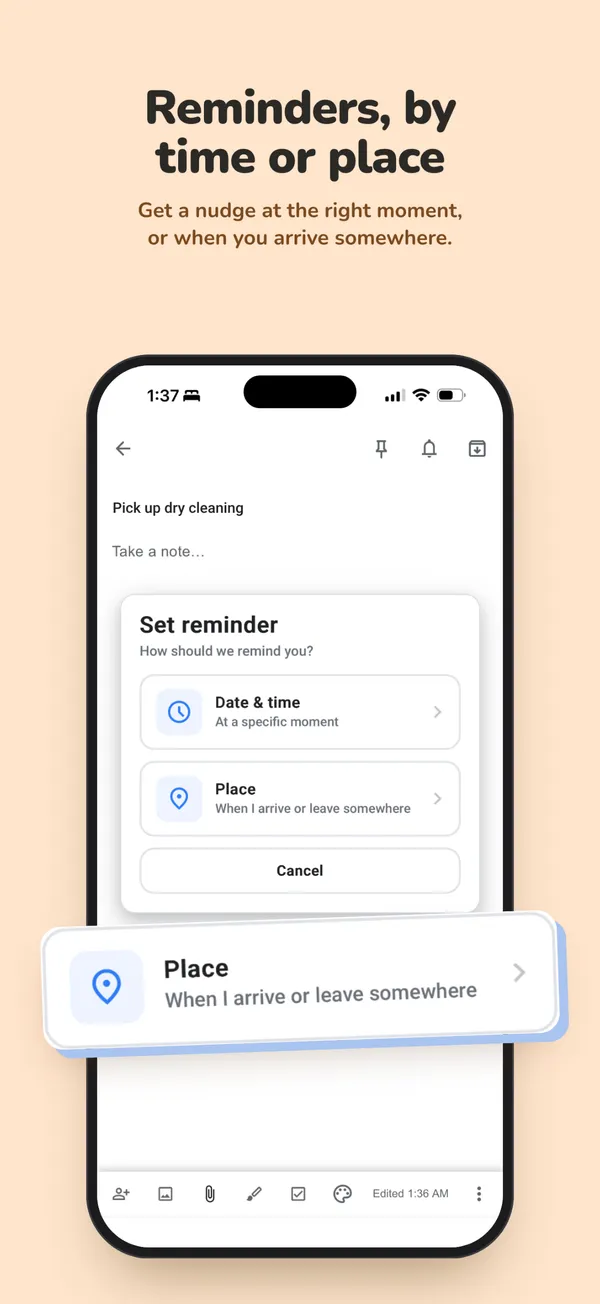 Reminders, by
time or place
Get a nudge at the right moment,
or when you arrive somewhere.
1:37
Pick up dry cleaning
Take a note...
Set reminder
How should we remind you?
Date & time
At a specific moment
Place
When I arrive or leave somewhere
Cancel
Place
When I arrive or leave somewhere
Edited 1:36 AM